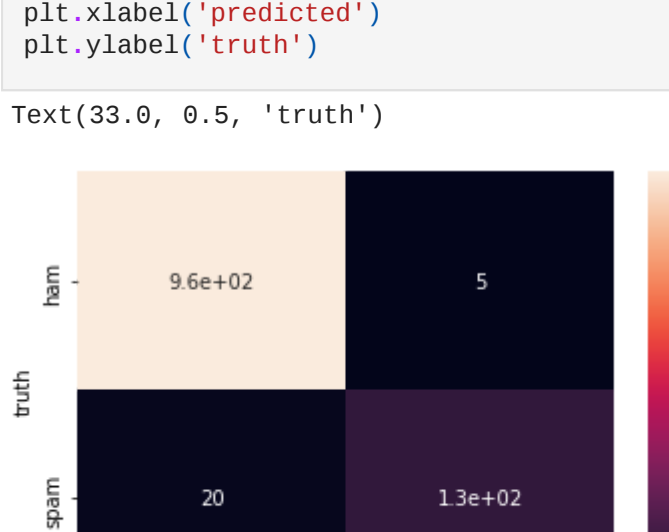 plt.xlabel('predicted')
plt.ylabel('truth')
Text(33.0, 0.5, 'truth')
ham
9.6e+02
5
truth
spam
20
1.3e+02